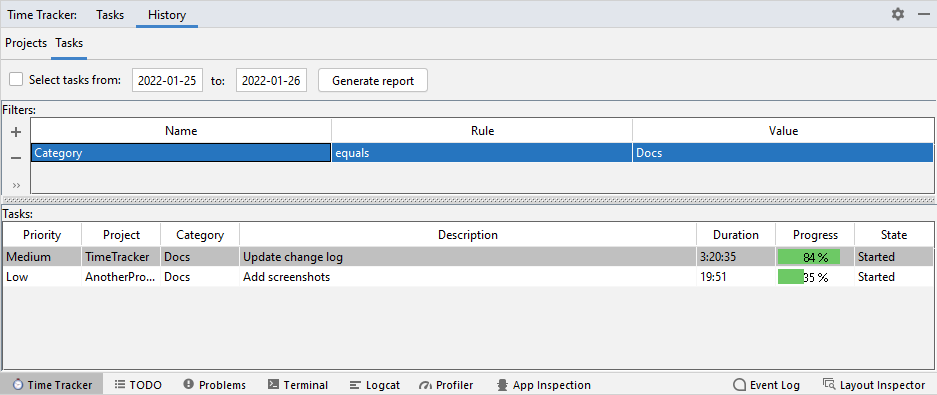 Time Tracker: Tasks History
Projects Tasks
Select tasks from: 2022-01-25 to: 2022-01-26 Generate report
Filters:
Name Rule Value
Category equals Docs
Tasks:
Priority Project Category Description Duration Progress State
Medium TimeTracker Docs Update change log 3:20:35 84 % Started
Low AnotherPro... Docs Add screenshots 19:51 35 % Started
Time Tracker TODO Problems Terminal Logcat Profiler App Inspection Event Log Layout Inspector